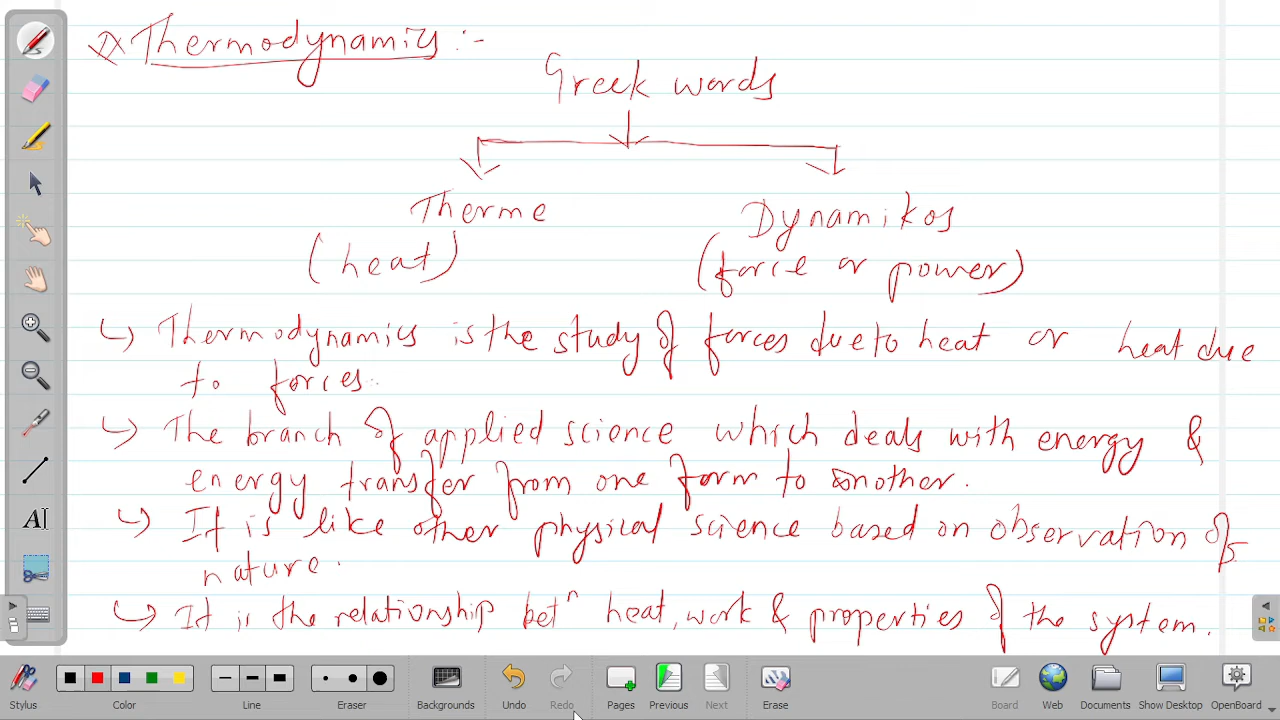 Thermodynamics :-
Greek words
Therme
Dynamikos
(heat)
(force or power)
Thermodynamics is the study of forces due to heat or heat due
to forces.
The branch of applied science which deals with energy &
energy transfer from one form to another.
It is like other physical science based on observation of
nature.
It is the relationship betn heat, work & properties of the system.
AI
Stylus
Color
Line
Eraser
Backgrounds
Undo
Redo
Pages
Previous
Next
Erase
Board
Web
Documents
Show Desktop
OpenBoard